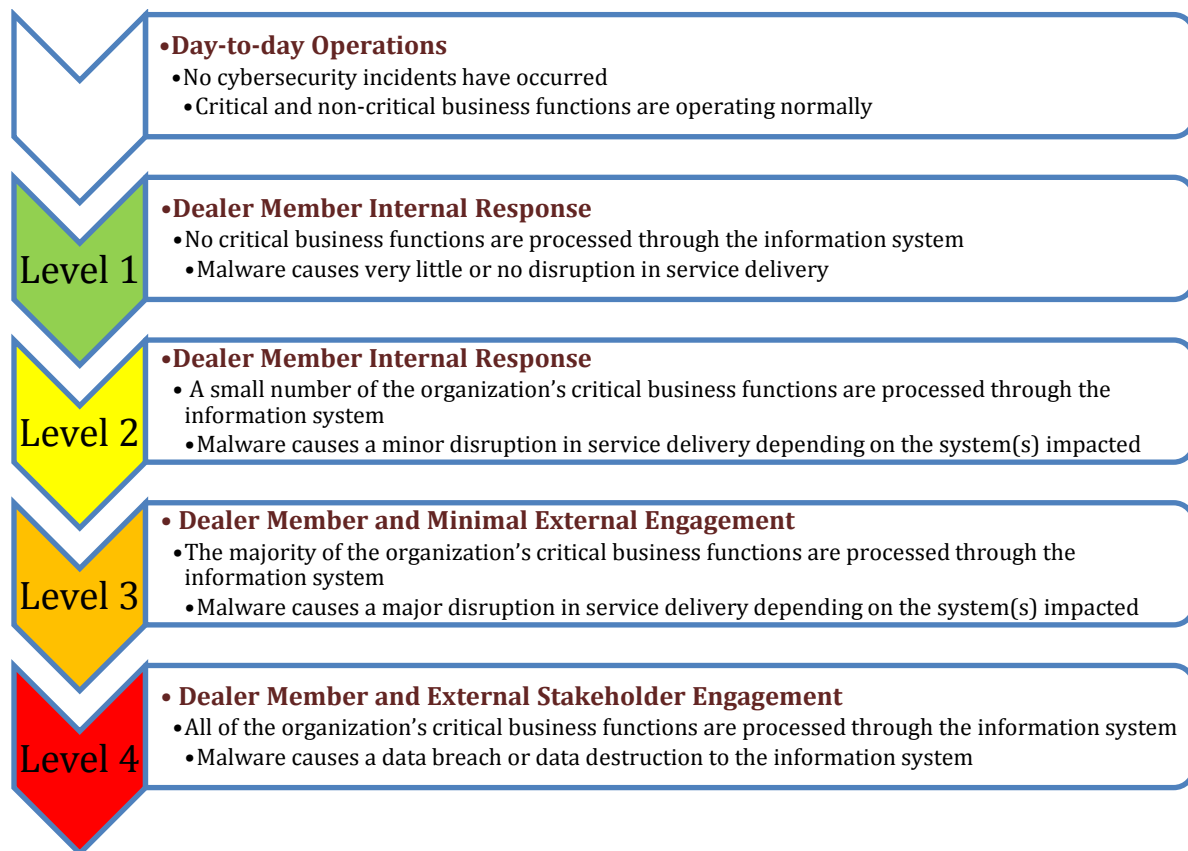 •Day-to-day Operations
•No cybersecurity incidents have occurred
•Critical and non-critical business functions are operating normally
Level 1
•Dealer Member Internal Response
•No critical business functions are processed through the information system
•Malware causes very little or no disruption in service delivery
Level 2
•Dealer Member Internal Response
• A small number of the organization’s critical business functions are processed through the
information system
•Malware causes a minor disruption in service delivery depending on the system(s) impacted
Level 3
• Dealer Member and Minimal External Engagement
•The majority of the organization’s critical business functions are processed through the
information system
•Malware causes a major disruption in service delivery depending on the system(s) impacted
Level 4
• Dealer Member and External Stakeholder Engagement
•All of the organization’s critical business functions are processed through the information system
•Malware causes a data breach or data destruction to the information system